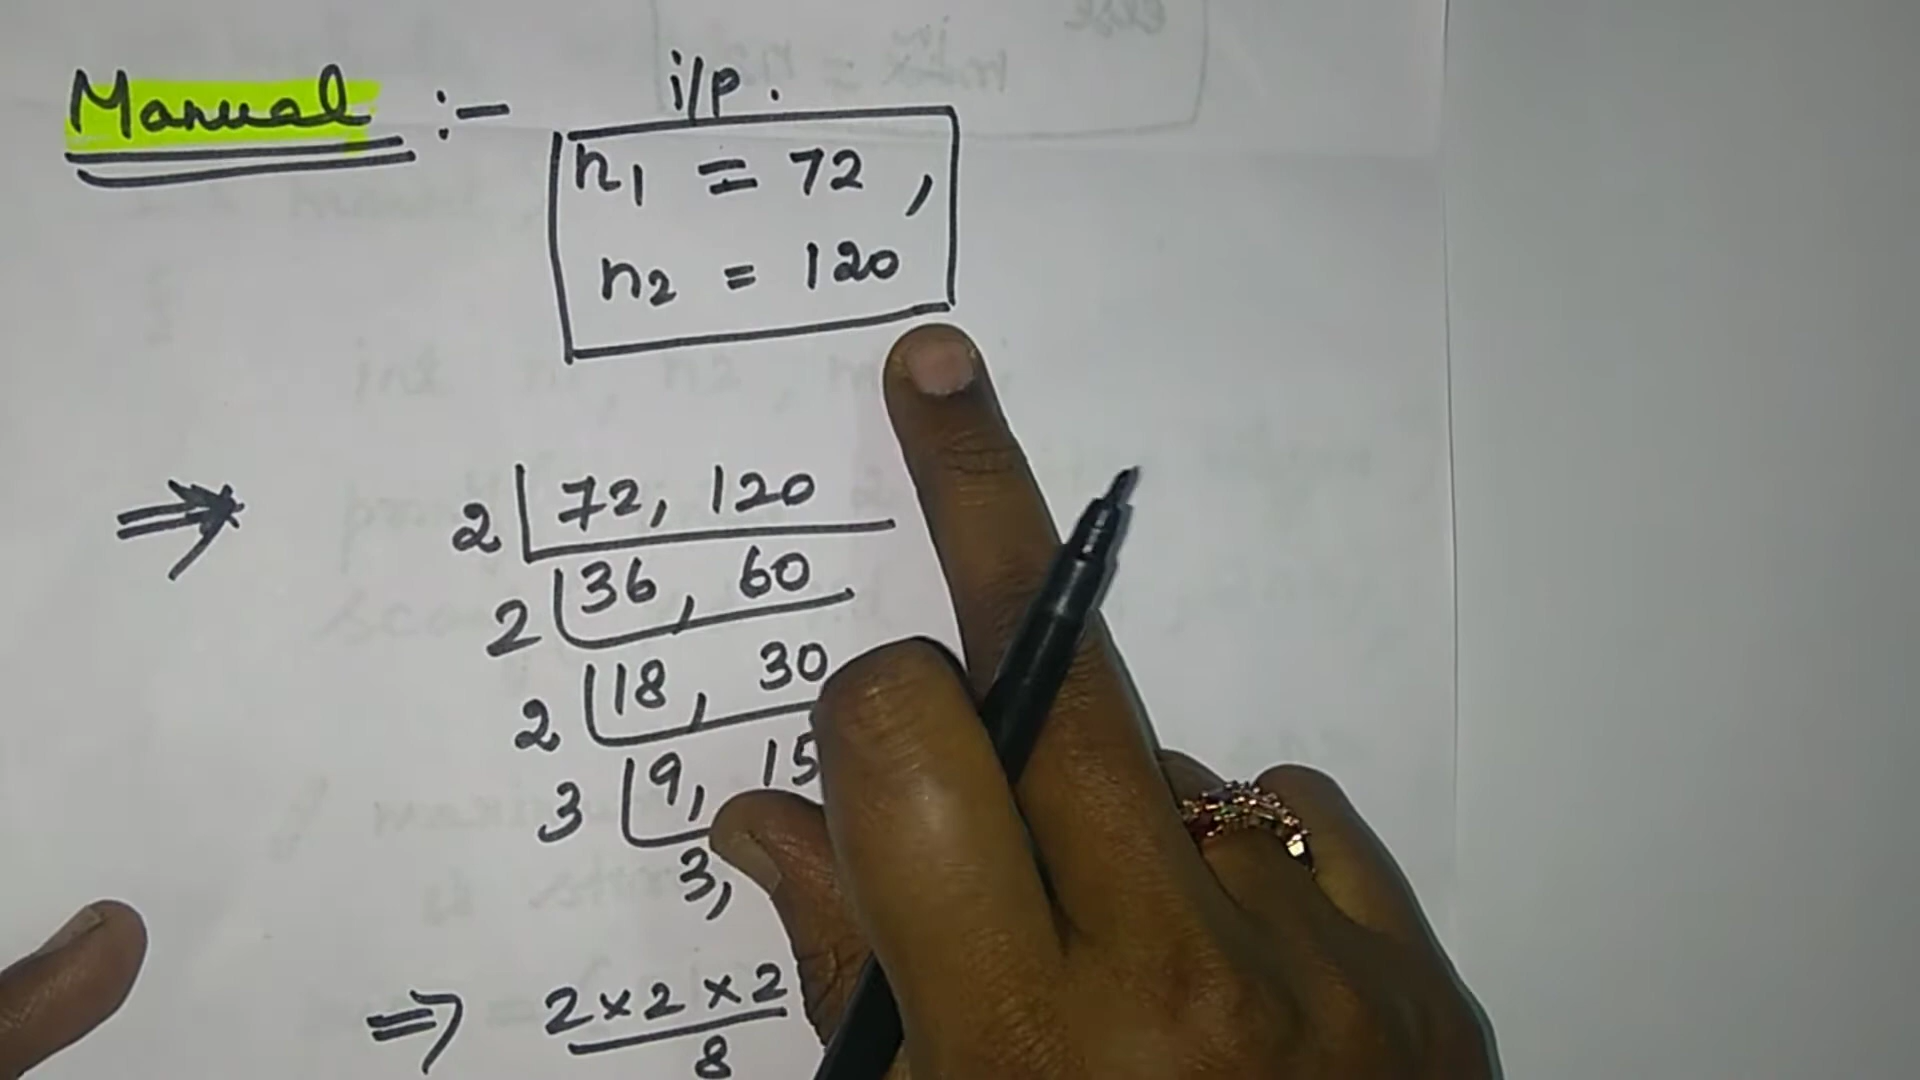 Manual :- i/p.
n1 = 72 ,
n2 = 120
⇒ 2 | 72, 120
2 | 36, 60
2 | 18, 30
3 | 9, 15
3,
⇒ 2 × 2 × 2
8